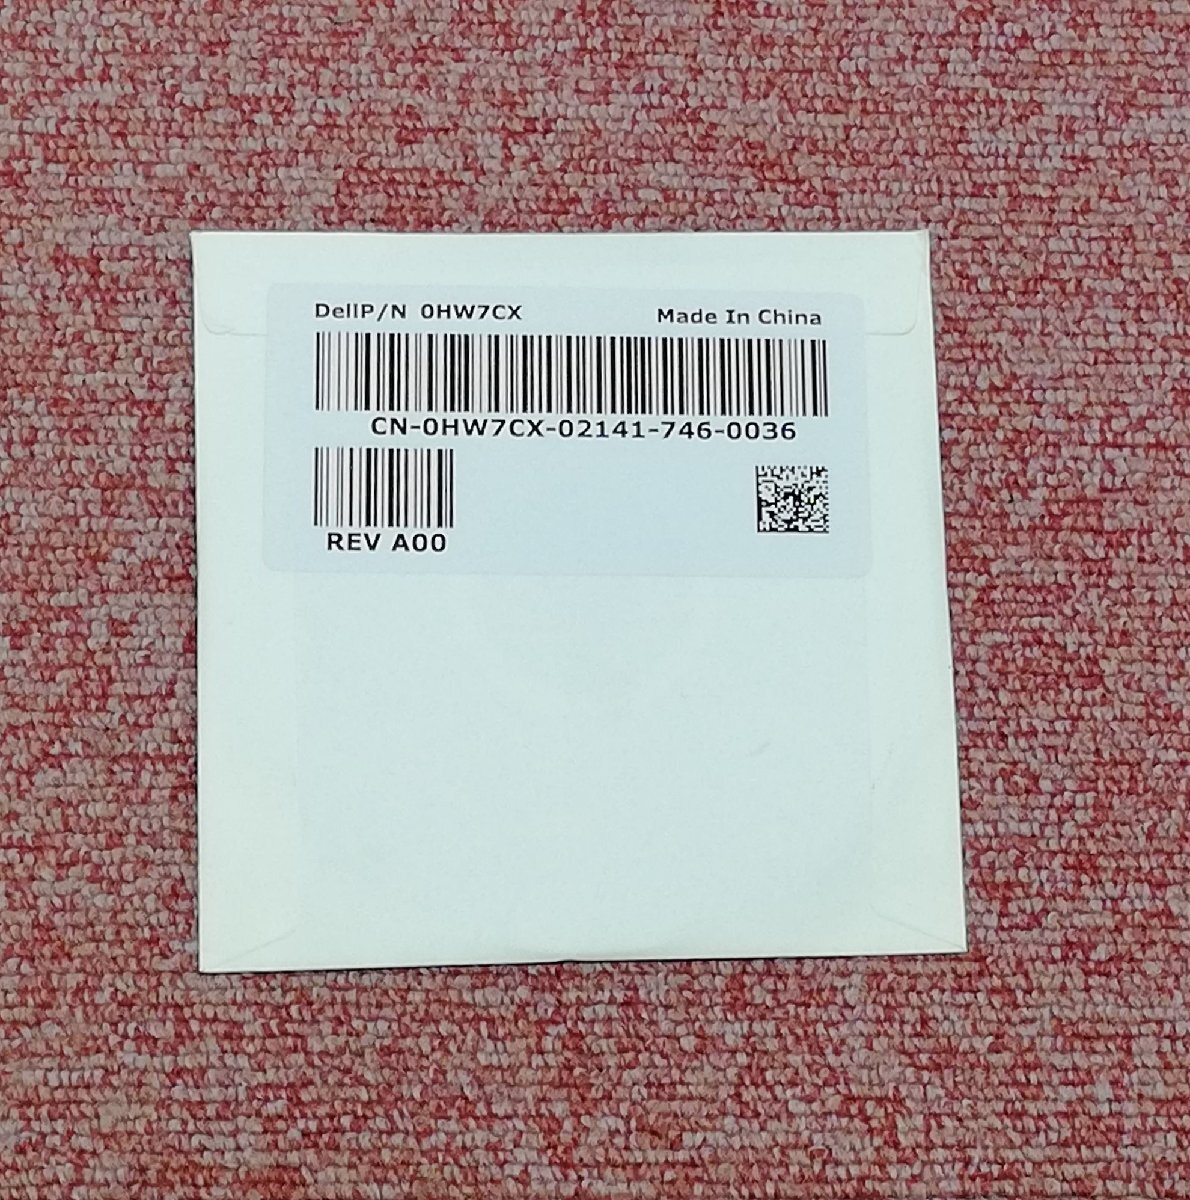 DellP/N 0HW7CX Made In China
CN-0HW7CX-02141-746-0036
REV A00